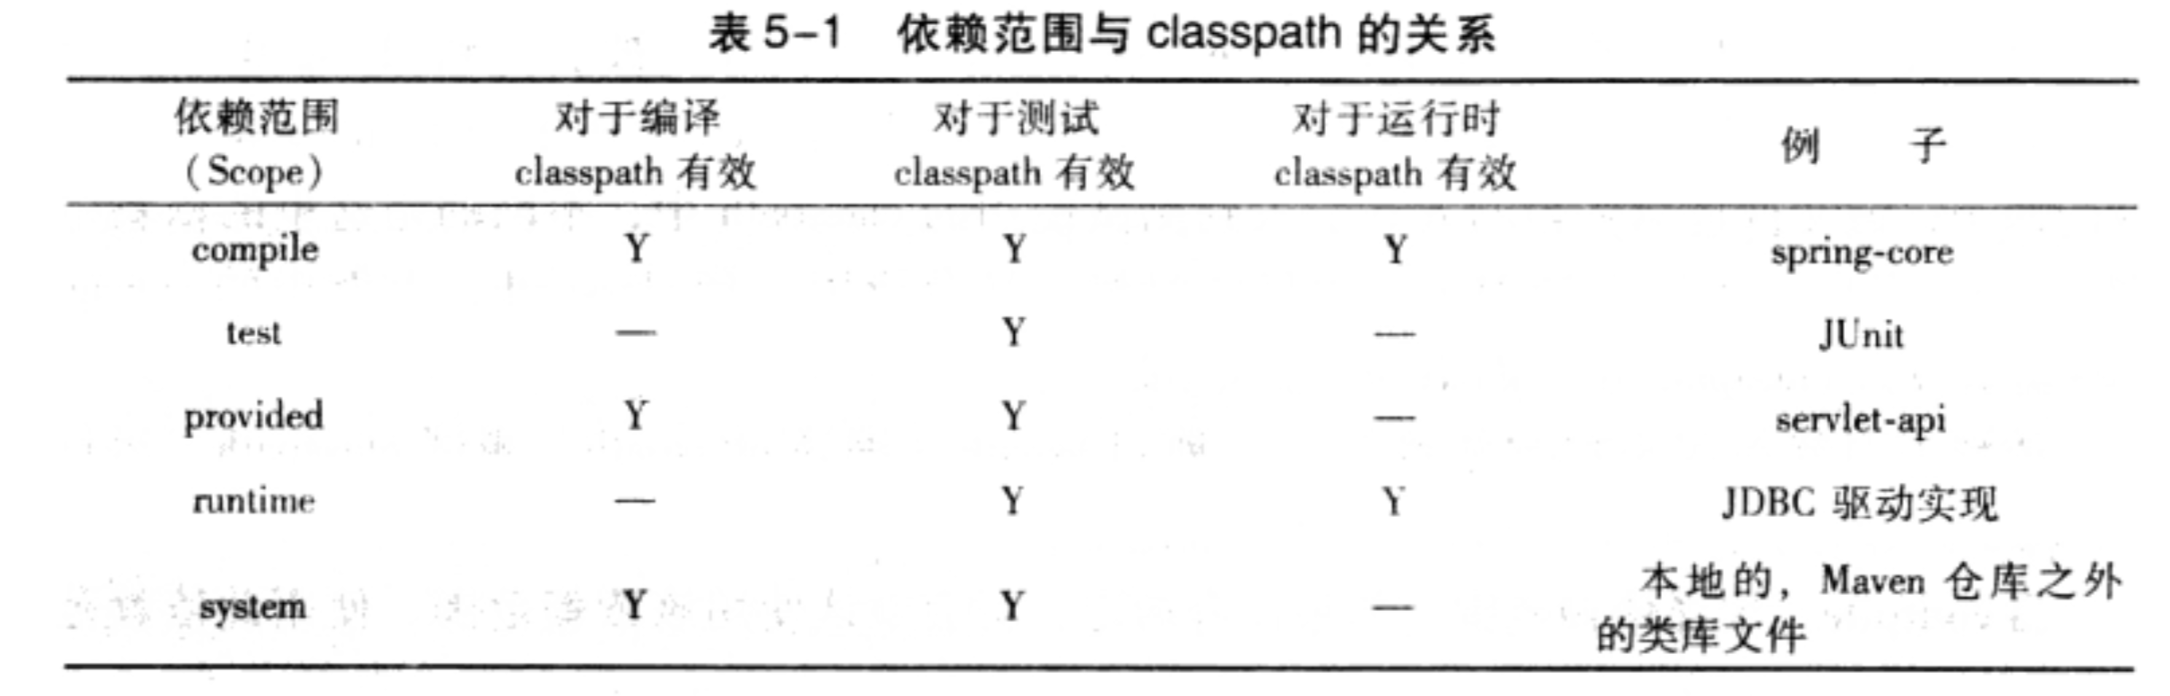 表 5-1 依赖范围与 classpath 的关系
依赖范围 对于编译 对于测试 对于运行时 例 子
(Scope) classpath 有效 classpath 有效 classpath 有效
compile Y Y Y spring-core
test — Y — JUnit
provided Y Y — servlet-api
runtime — Y Y JDBC 驱动实现
system Y Y — 本地的，Maven 仓库之外
的类库文件